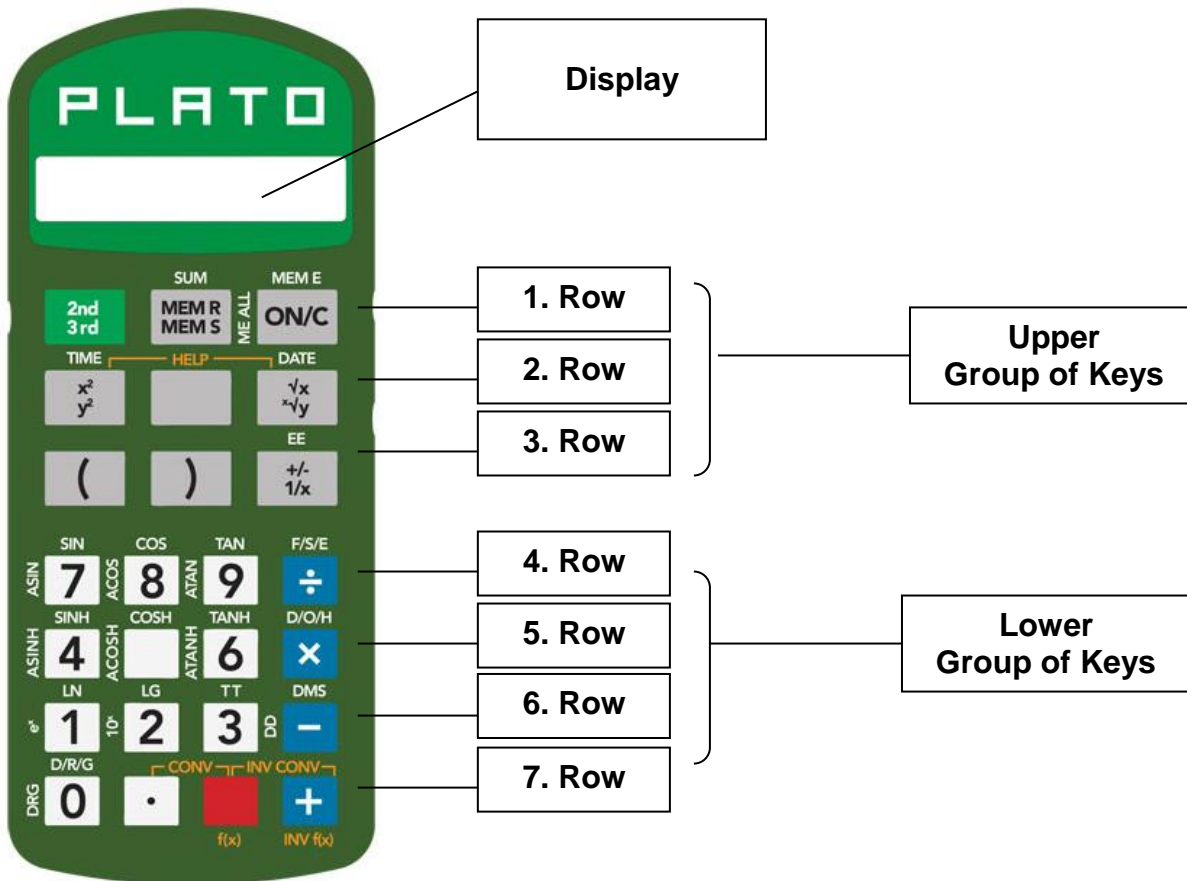 PLATO
Display
SUM
MEM E
2nd
3rd
MEM R
MEM S
ME ALL
ON/C
1. Row
TIME
HELP
DATE
x²
y²
√x
ˣ√y
2. Row
Upper
Group of Keys
EE
(
)
+/-
1/x
3. Row
SIN
COS
TAN
F/S/E
ASIN
7
ACOS
8
ATAN
9
÷
4. Row
SINH
COSH
TANH
D/O/H
ASINH
4
ACOSH
ATANH
6
×
5. Row
Lower
Group of Keys
LN
LG
TT
DMS
eˣ
1
10ˣ
2
3
DD
−
6. Row
D/R/G
CONV
INV CONV
DRG
0
.
+
7. Row
f(x)
INV f(x)